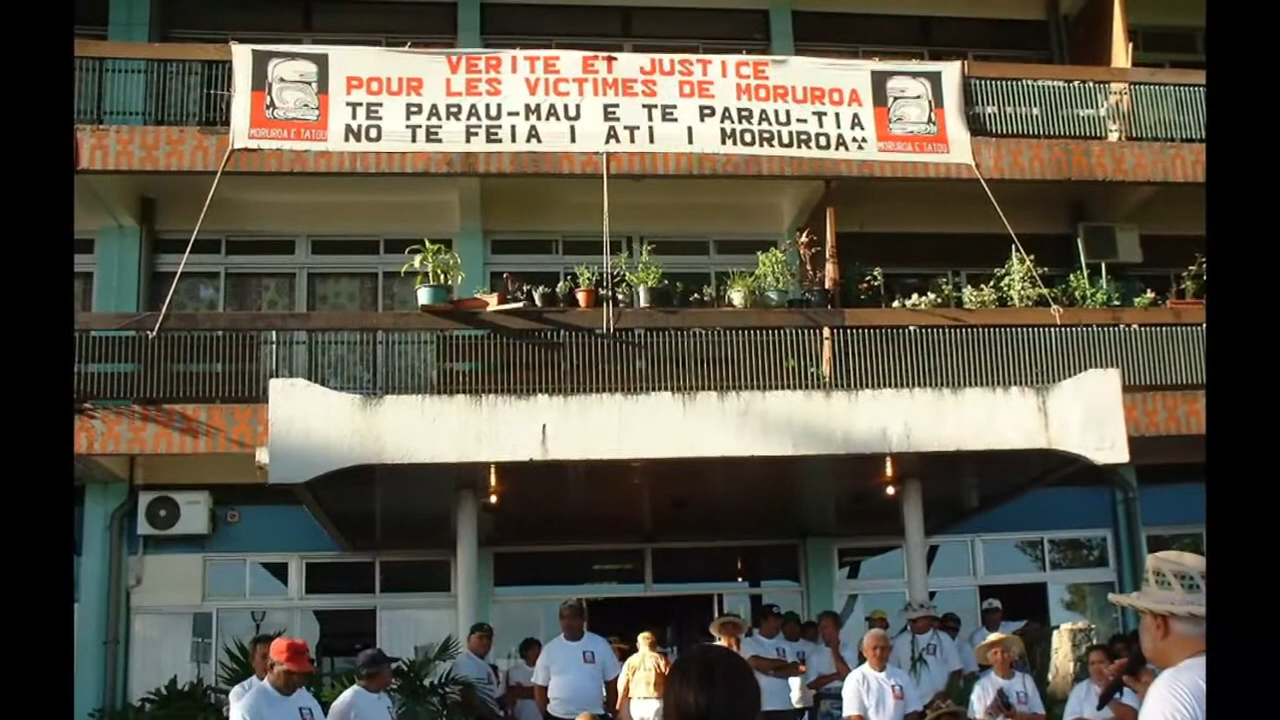 VERITE ET JUSTICE
POUR LES VICTIMES DE MORUROA
TE PARAU-MAU E TE PARAU-TIA
NO TE FEIA I ATI I MORUROA
MORUROA E TATOU
MORUROA E TATOU